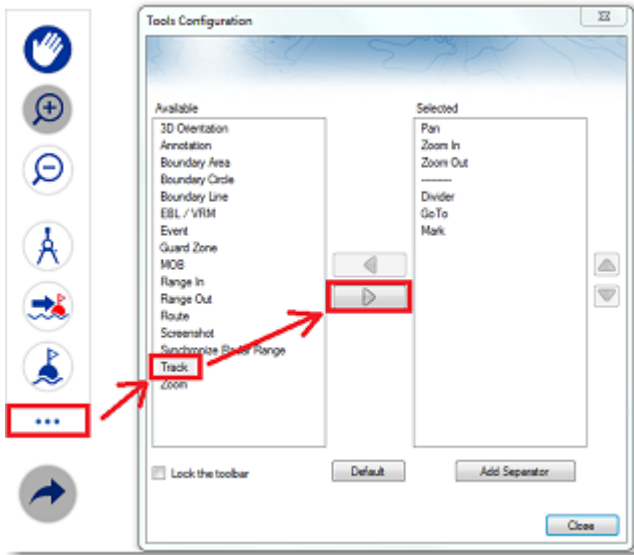 Tools Configuration
Available
3D Orientation
Annotation
Boundary Area
Boundary Circle
Boundary Line
EBL / VRM
Event
Guard Zone
MOB
Range In
Range Out
Route
Screenshot
Synchronize Radar Range
Track
Zoom
Selected
Pan
Zoom In
Zoom Out
--------
Divider
GoTo
Mark
Lock the toolbar
Default
Add Separator
Close